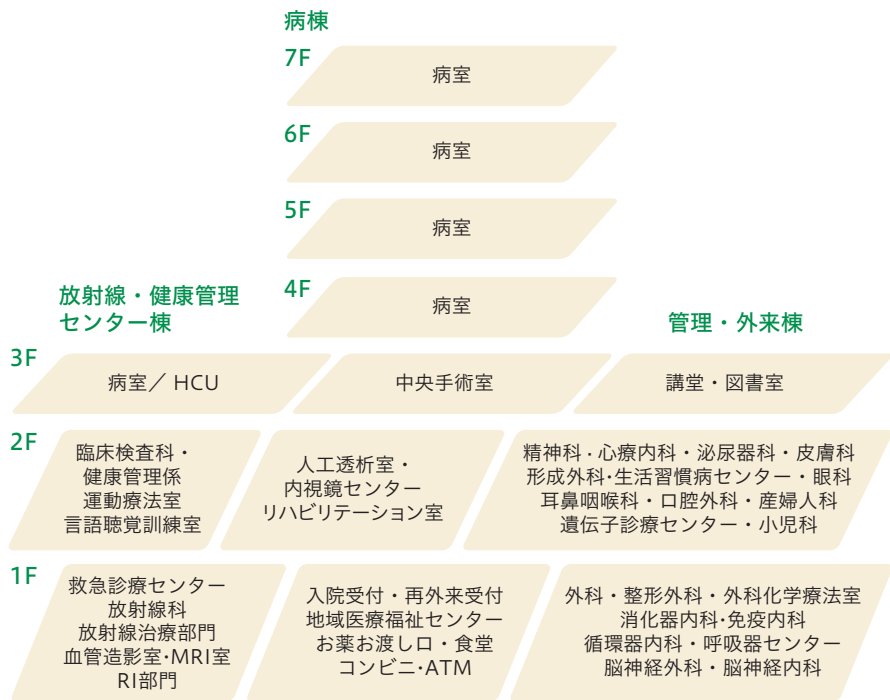 病棟
7F
病室
6F
病室
5F
病室
4F
病室
放射線・健康管理
センター棟
管理・外来棟
3F
病室／HCU
中央手術室
講堂・図書室
2F
臨床検査科・
健康管理係
運動療法室
言語聴覚訓練室
人工透析室・
内視鏡センター
リハビリテーション室
精神科・心療内科・泌尿器科・皮膚科
形成外科・生活習慣病センター・眼科
耳鼻咽喉科・口腔外科・産婦人科
遺伝子診療センター・小児科
1F
救急診療センター
放射線科
放射線治療部門
血管造影室・MRI室
RI部門
入院受付・再外来受付
地域医療福祉センター
お薬お渡し口・食堂
コンビニ・ATM
外科・整形外科・外科化学療法室
消化器内科・免疫内科
循環器内科・呼吸器センター
脳神経外科・脳神経内科